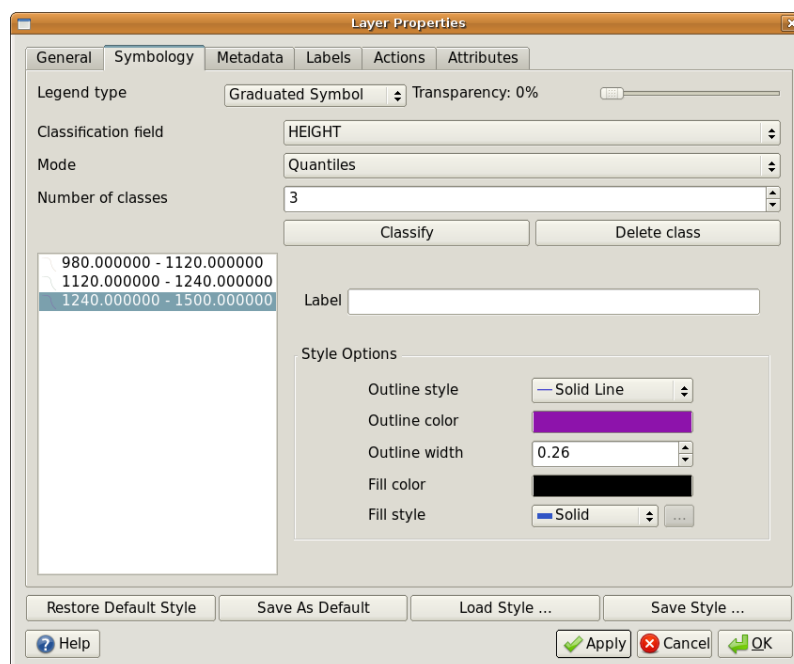 Layer Properties
General Symbology Metadata Labels Actions Attributes
Legend type Graduated Symbol Transparency: 0%
Classification field HEIGHT
Mode Quantiles
Number of classes 3
Classify Delete class
980.000000 - 1120.000000
1120.000000 - 1240.000000
1240.000000 - 1500.000000
Label
Style Options
Outline style Solid Line
Outline color
Outline width 0.26
Fill color
Fill style Solid ...
Restore Default Style Save As Default Load Style ... Save Style ...
Help Apply Cancel OK